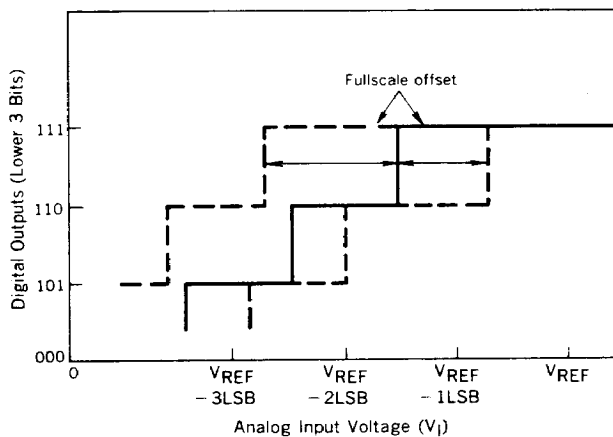 Fullscale offset
111
110
101
000
Digital Outputs (Lower 3 Bits)
0
VREF
-3LSB
VREF
-2LSB
VREF
-1LSB
VREF
Analog Input Voltage (VI)